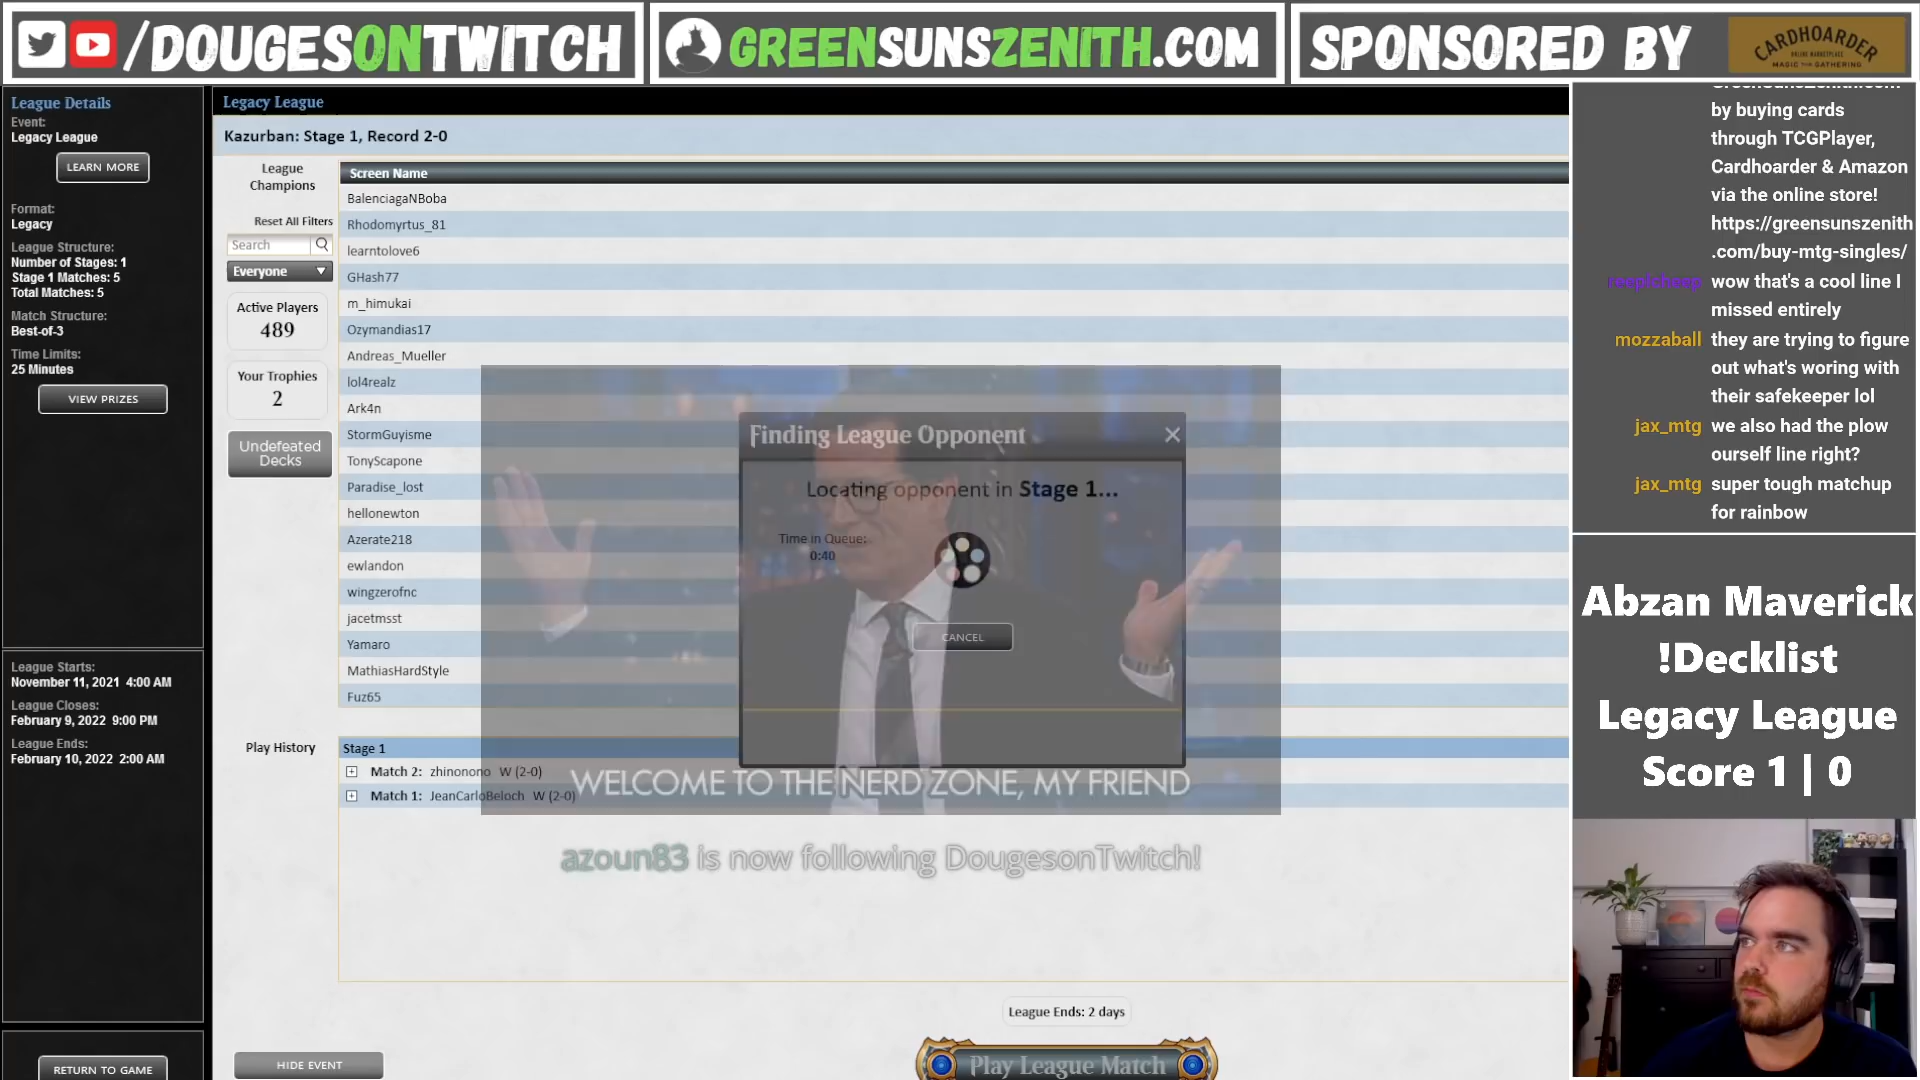 /DOUGESONTWITCH
GREENSUNSZENITH.COM
SPONSORED BY
CARDHOARDER
ONLINE MARKETPLACE
MAGIC THE GATHERING
League Details
Event:
Legacy League
LEARN MORE
Format:
Legacy
League Structure:
Number of Stages: 1
Stage 1 Matches: 5
Total Matches: 5
Match Structure:
Best-of-3
Time Limits:
25 Minutes
VIEW PRIZES
League Starts:
November 11, 2021 4:00 AM
League Closes:
February 9, 2022 9:00 PM
League Ends:
February 10, 2022 2:00 AM
RETURN TO GAME
Legacy League
Kazurban: Stage 1, Record 2-0
League
Champions
Reset All Filters
Search
Everyone
Active Players
489
Your Trophies
2
Undefeated
Decks
Screen Name
BalenciagaNBoba
Rhodomyrtus_81
learntolove6
GHash77
m_himukai
Ozymandias17
Andreas_Mueller
lol4realz
Ark4n
StormGuyisme
TonyScapone
Paradise_lost
hellonewton
Azerate218
ewlandon
wingzerofnc
jacetmsst
Yamaro
MathiasHardStyle
Fuz65
Finding League Opponent
Locating opponent in Stage 1...
Time in Queue:
0:40
CANCEL
Play History
Stage 1
Match 2: zhinonono W (2-0)
Match 1: JeanCarloBeloch W (2-0)
WELCOME TO THE NERD ZONE, MY FRIEND
azoun83 is now following DougesonTwitch!
League Ends: 2 days
HIDE EVENT
Play League Match
GreenSunsZenith.com
by buying cards
through TCGPlayer,
Cardhoarder & Amazon
via the online store!
https://greensunszenith
.com/buy-mtg-singles/
wow that's a cool line I
missed entirely
mozzaball they are trying to figure
out what's woring with
their safekeeper lol
jax_mtg we also had the plow
ourself line right?
jax_mtg super tough matchup
for rainbow
Abzan Maverick
!Decklist
Legacy League
Score 1 | 0